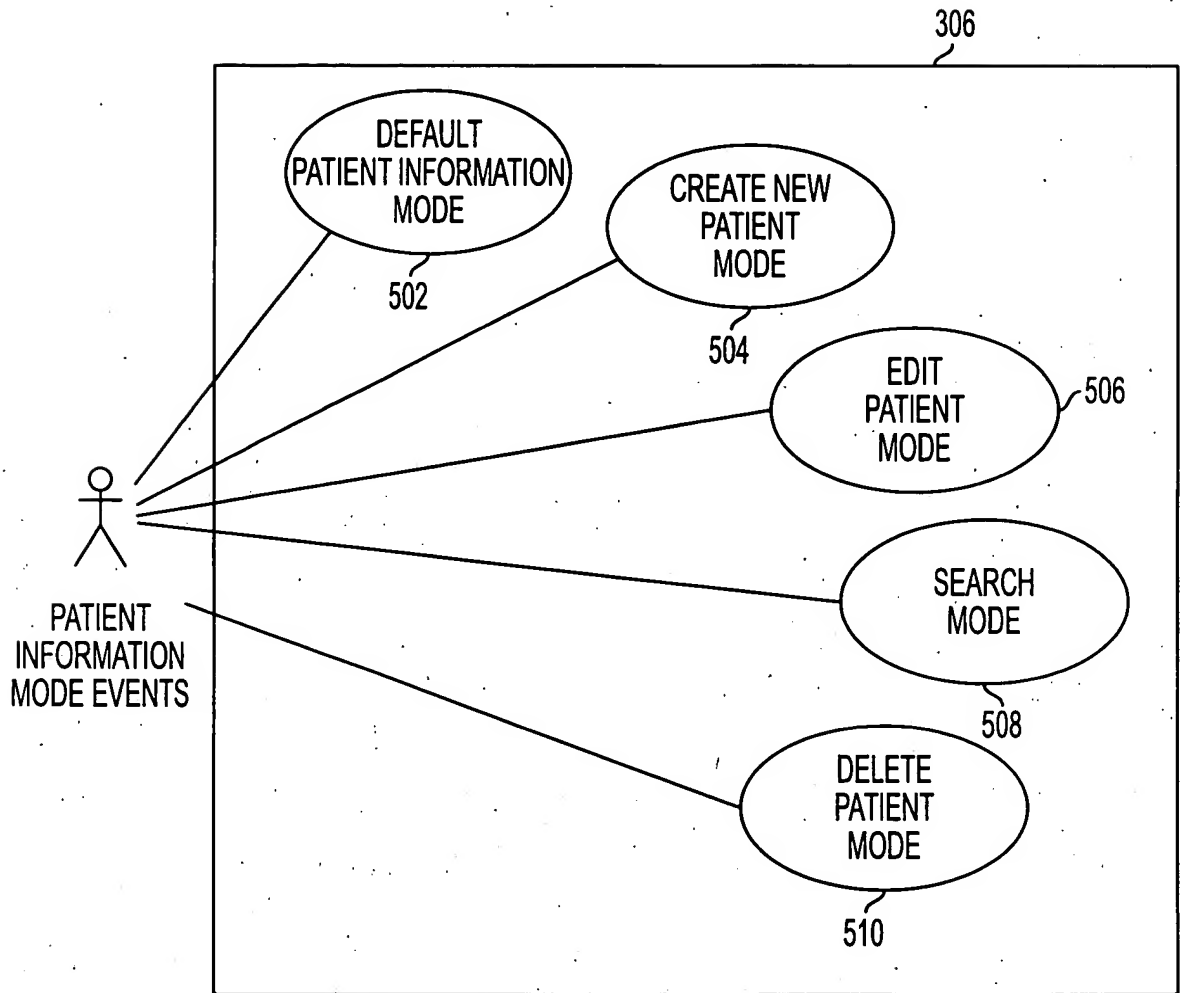 306
DEFAULT
PATIENT INFORMATION
MODE
502
CREATE NEW
PATIENT
MODE
504
EDIT
PATIENT
MODE
506
PATIENT
INFORMATION
MODE EVENTS
SEARCH
MODE
508
DELETE
PATIENT
MODE
510